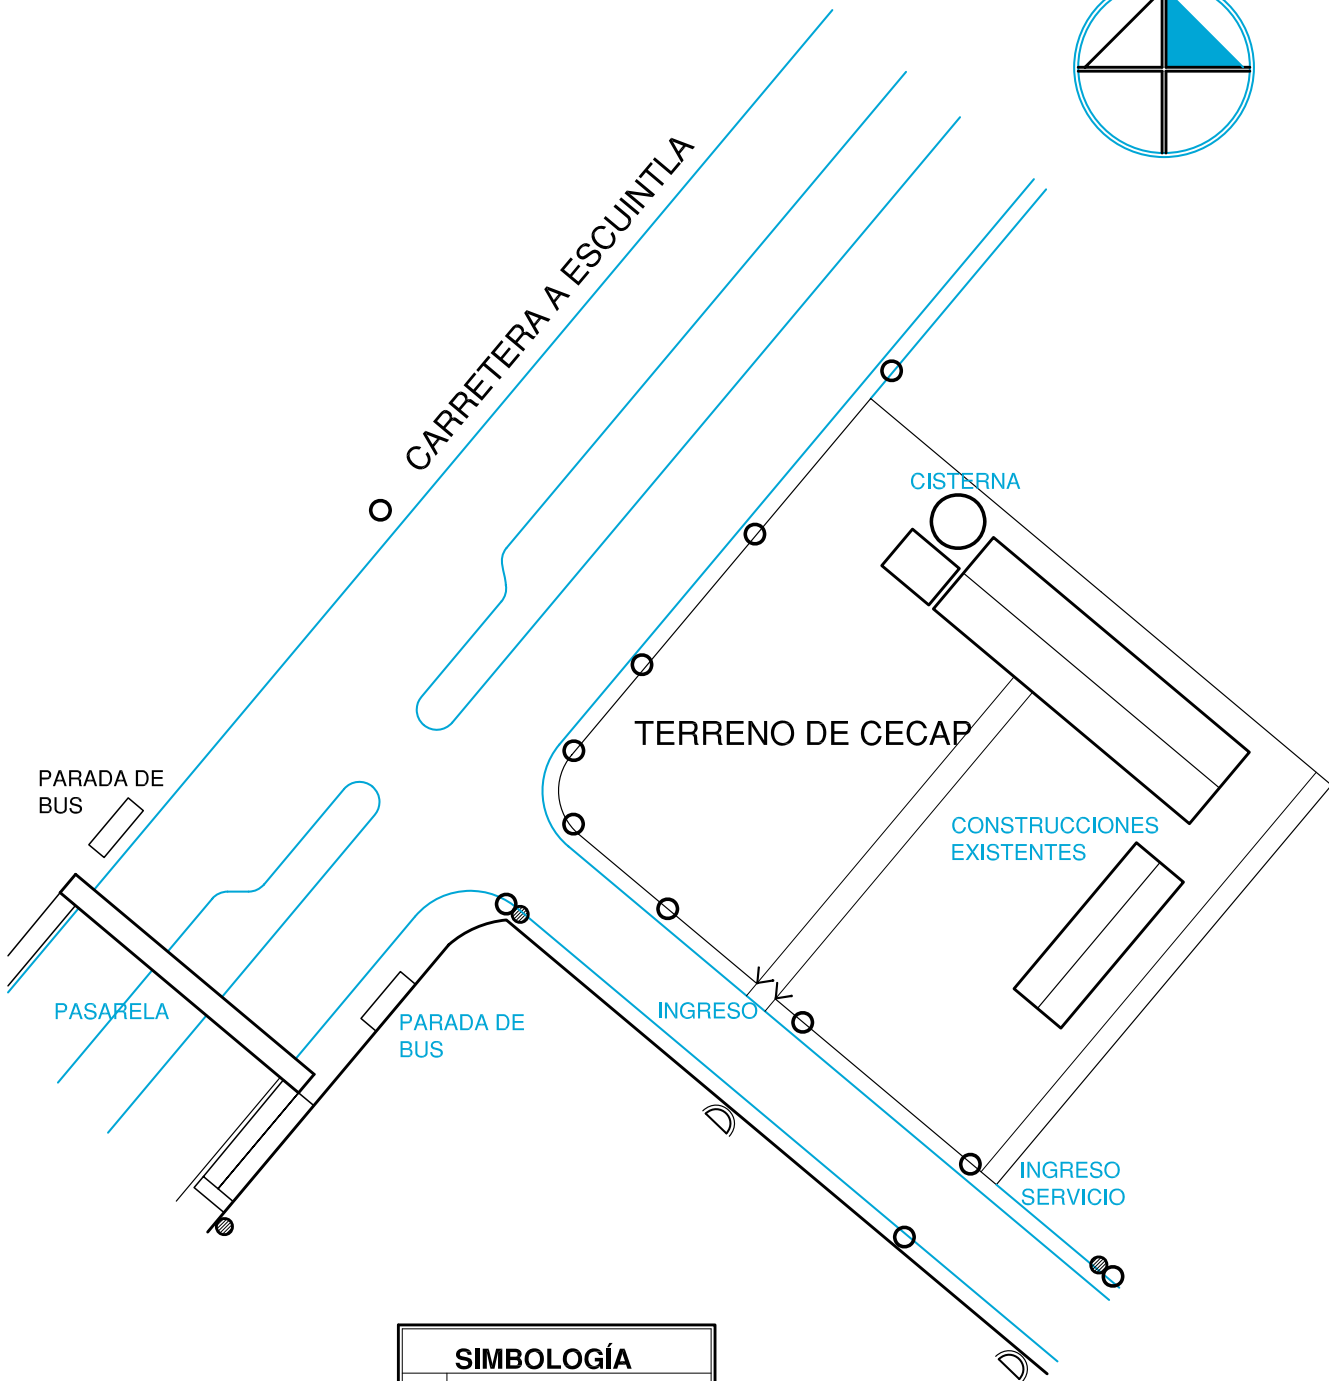 CARRETERA A ESCUINTLA
CISTERNA
TERRENO DE CECAP
PARADA DE
BUS
CONSTRUCCIONES
EXISTENTES
PASARELA
INGRESO
PARADA DE
BUS
INGRESO
SERVICIO
SIMBOLOGÍA